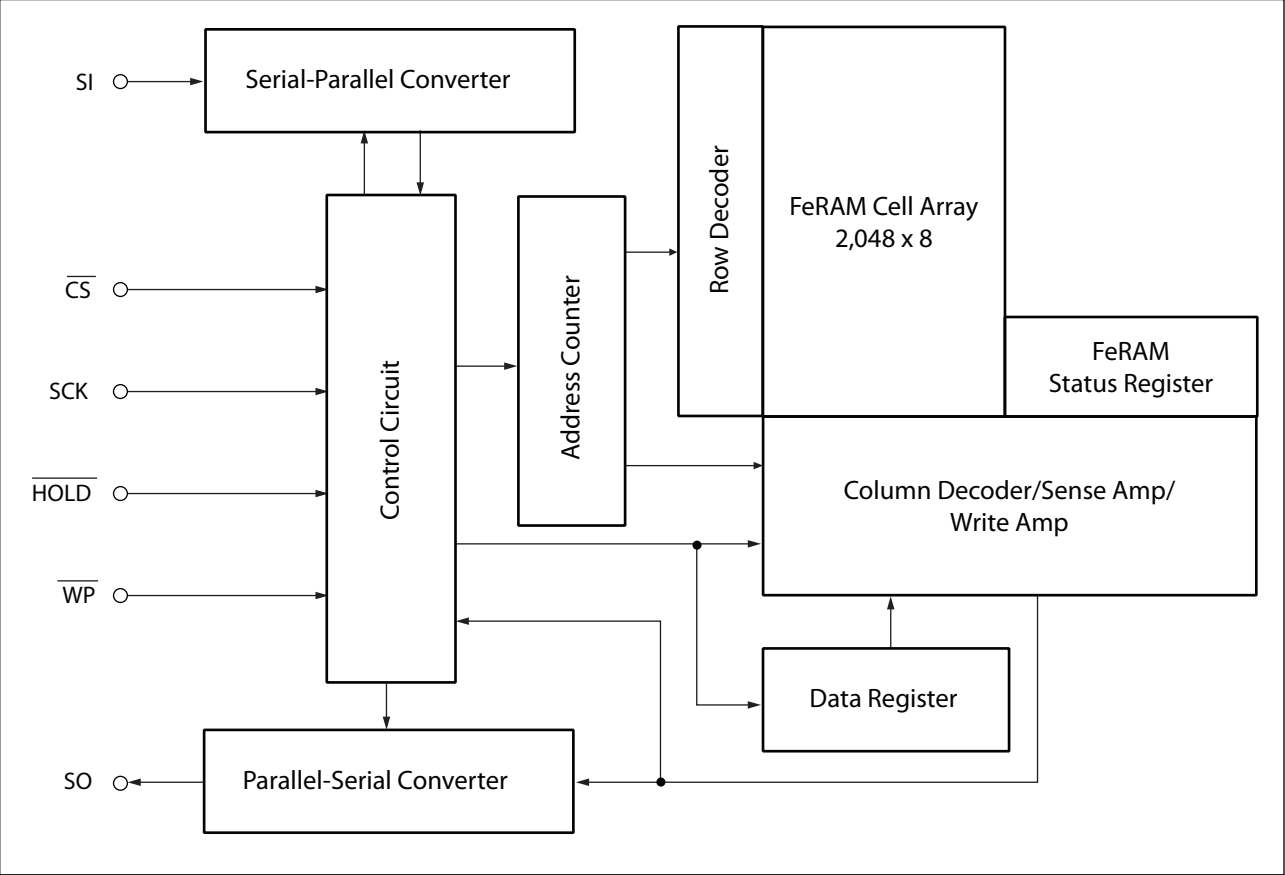 SI
Serial-Parallel Converter
Row Decoder
FeRAM Cell Array
2,048 x 8
CS
SCK
HOLD
WP
Control Circuit
Address Counter
FeRAM
Status Register
Column Decoder/Sense Amp/
Write Amp
Data Register
SO
Parallel-Serial Converter